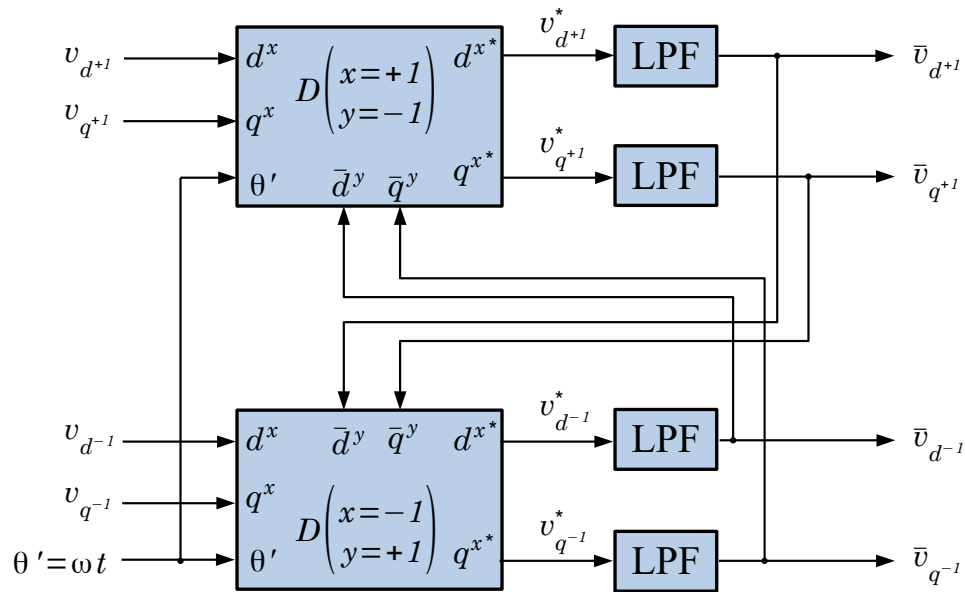 v_{d^{+1}}
v_{q^{+1}}
d^x
q^x
θ′
D(x=+1
y=−1)
d̄^y q̄^y
d^{x*}
q^{x*}
v^*_{d^{+1}}
LPF
v̄_{d^{+1}}
v^*_{q^{+1}}
LPF
v̄_{q^{+1}}
v_{d^{-1}}
v_{q^{-1}}
θ′=ωt
d^x
q^x
θ′
d̄^y q̄^y
D(x=−1
y=+1)
d^{x*}
q^{x*}
v^*_{d^{-1}}
LPF
v̄_{d^{-1}}
v^*_{q^{-1}}
LPF
v̄_{q^{-1}}